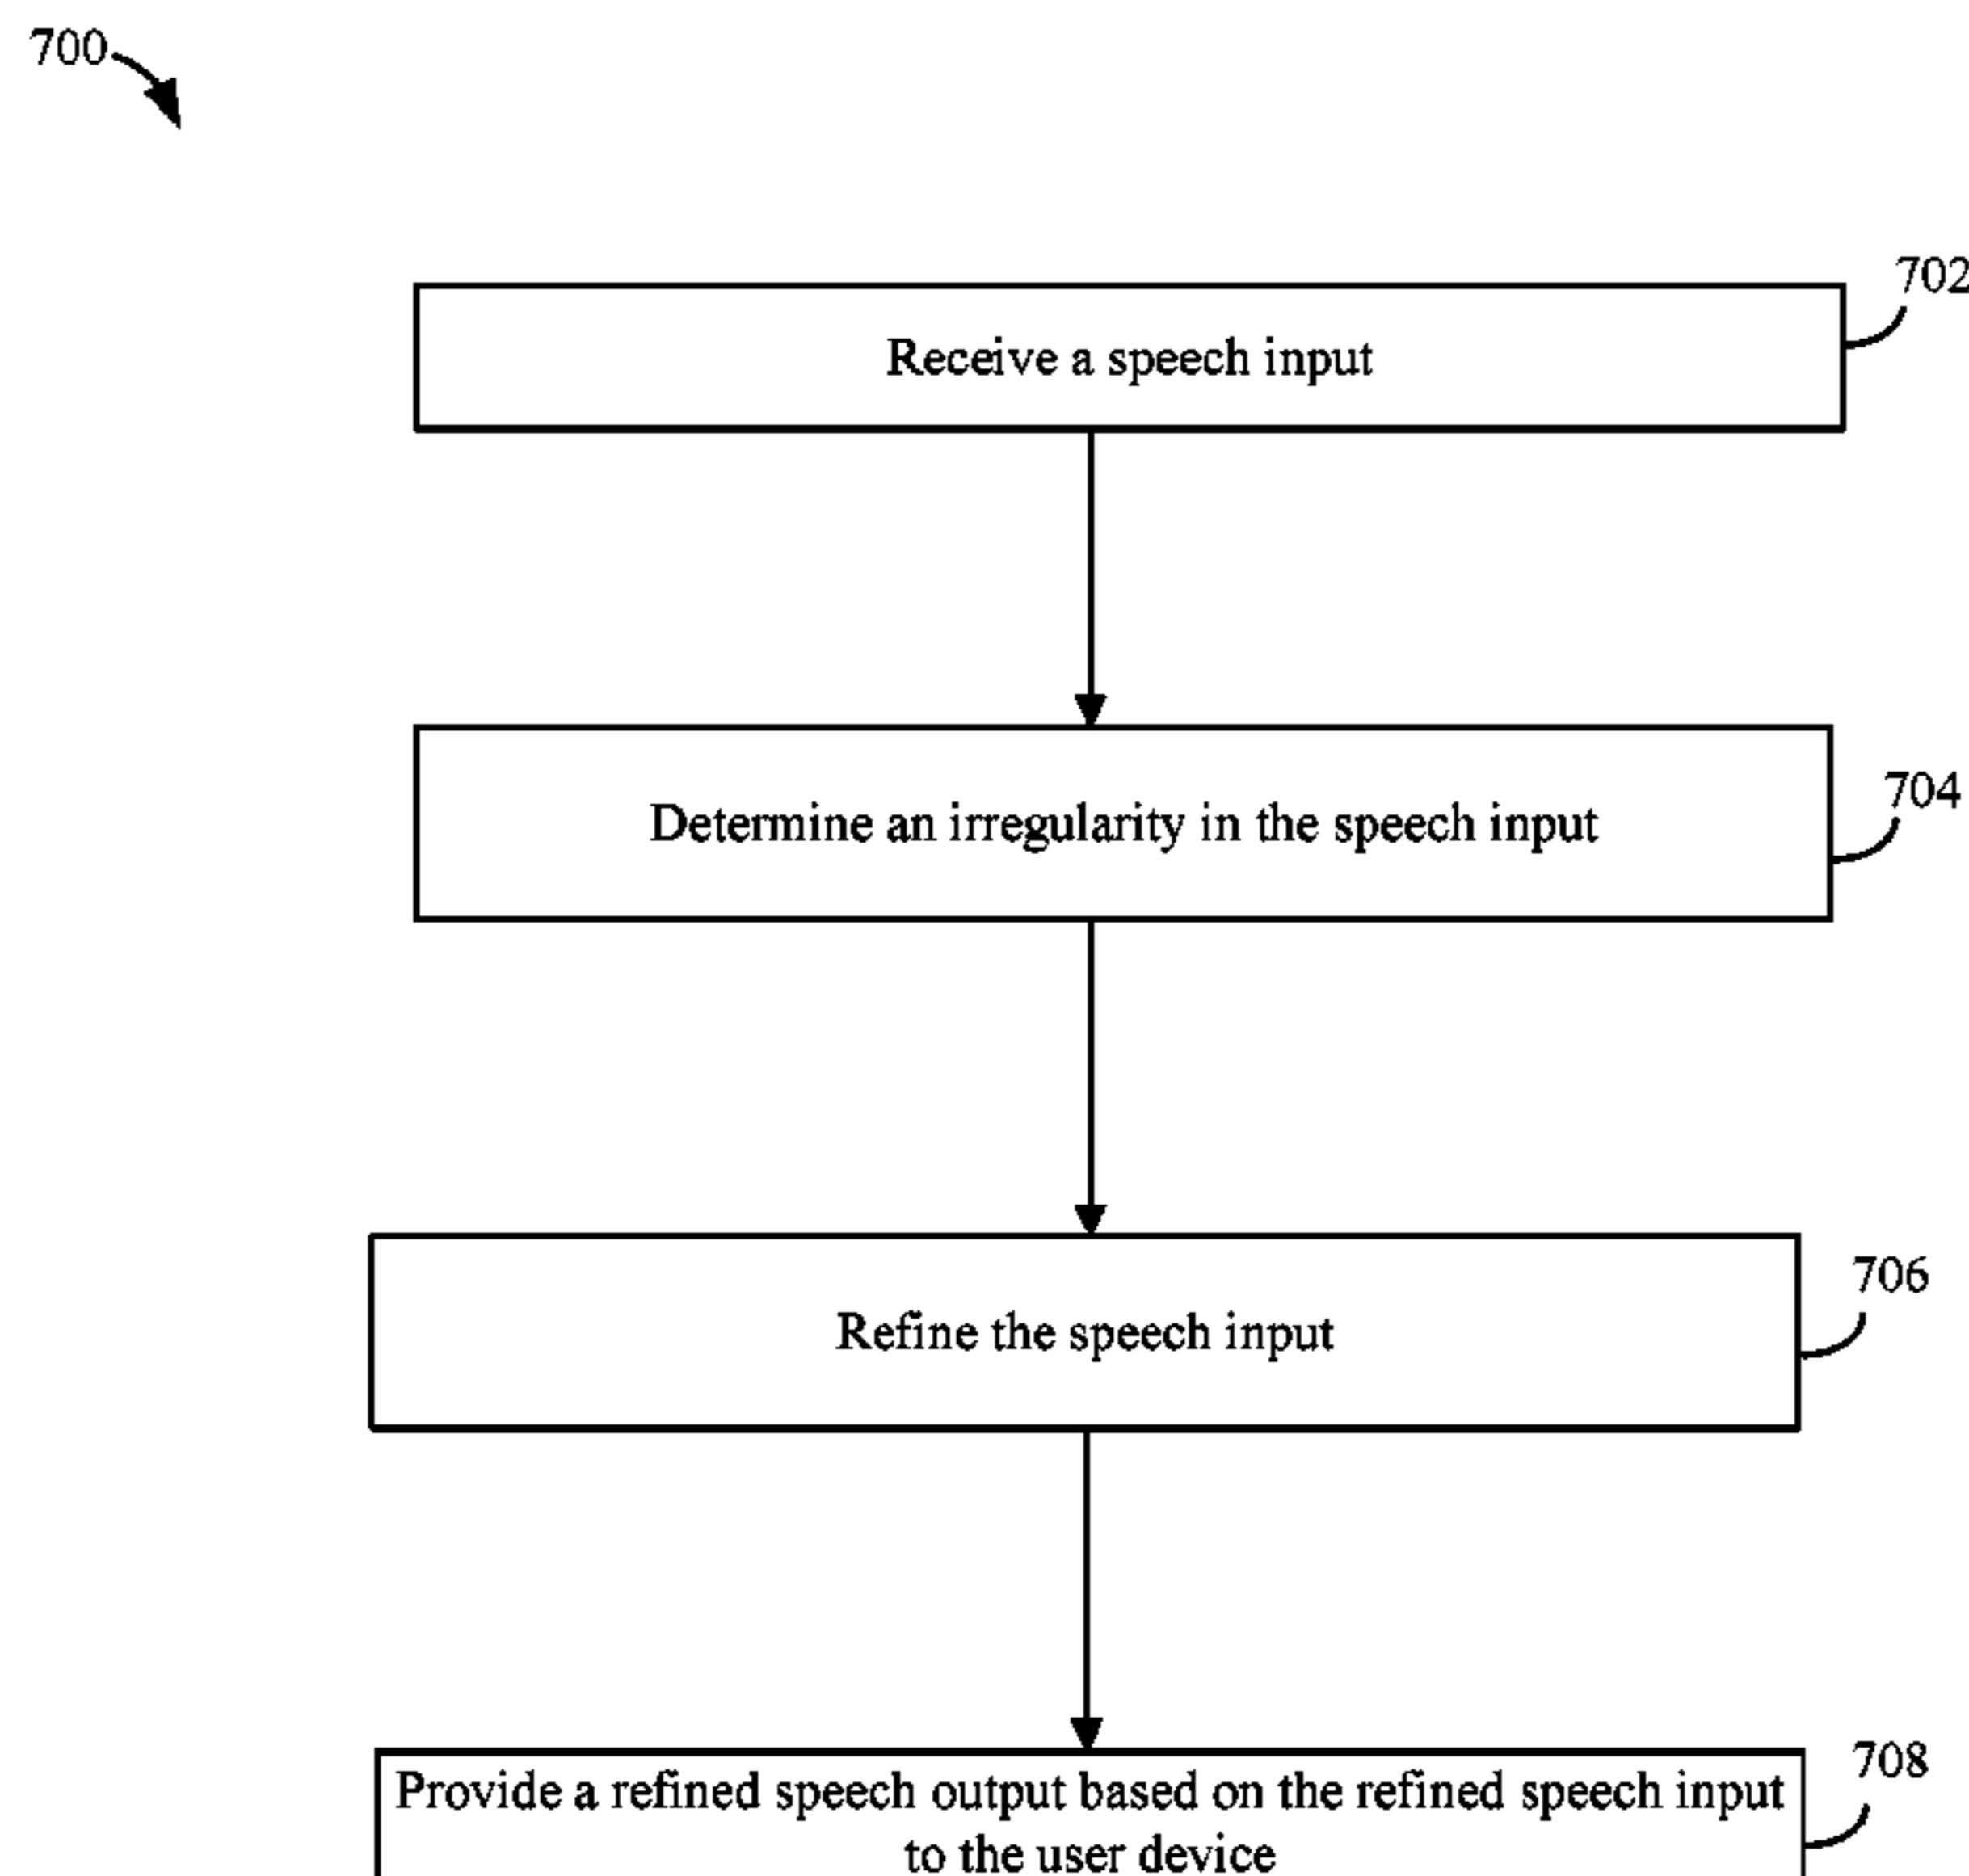 700
702
Receive a speech input
704
Determine an irregularity in the speech input
706
Refine the speech input
708
Provide a refined speech output based on the refined speech input
to the user device